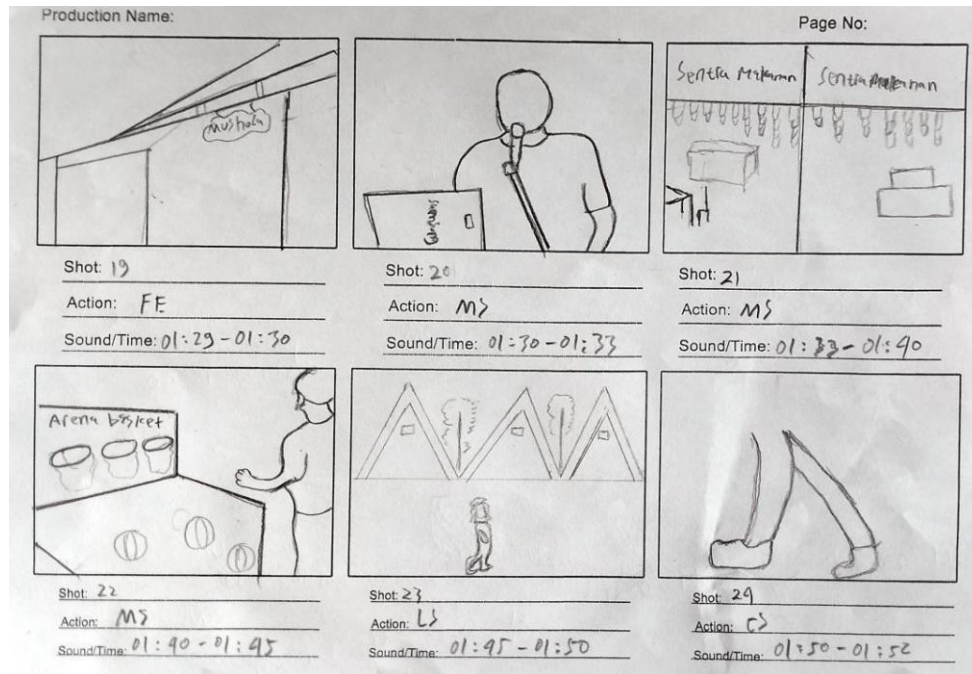 Production Name:
Page No:
Mushola
Sentra Makanan
Sentra Makanan
Shot: 19
Action: FE
Sound/Time: 01:29-01:30
Shot: 20
Action: MS
Sound/Time: 01:30-01:33
Shot: 21
Action: MS
Sound/Time: 01:33-01:40
Arena basket
Shot: 22
Action: MS
Sound/Time: 01:40-01:45
Shot: 23
Action: LS
Sound/Time: 01:45-01:50
Shot: 24
Action: CS
Sound/Time: 01:50-01:52